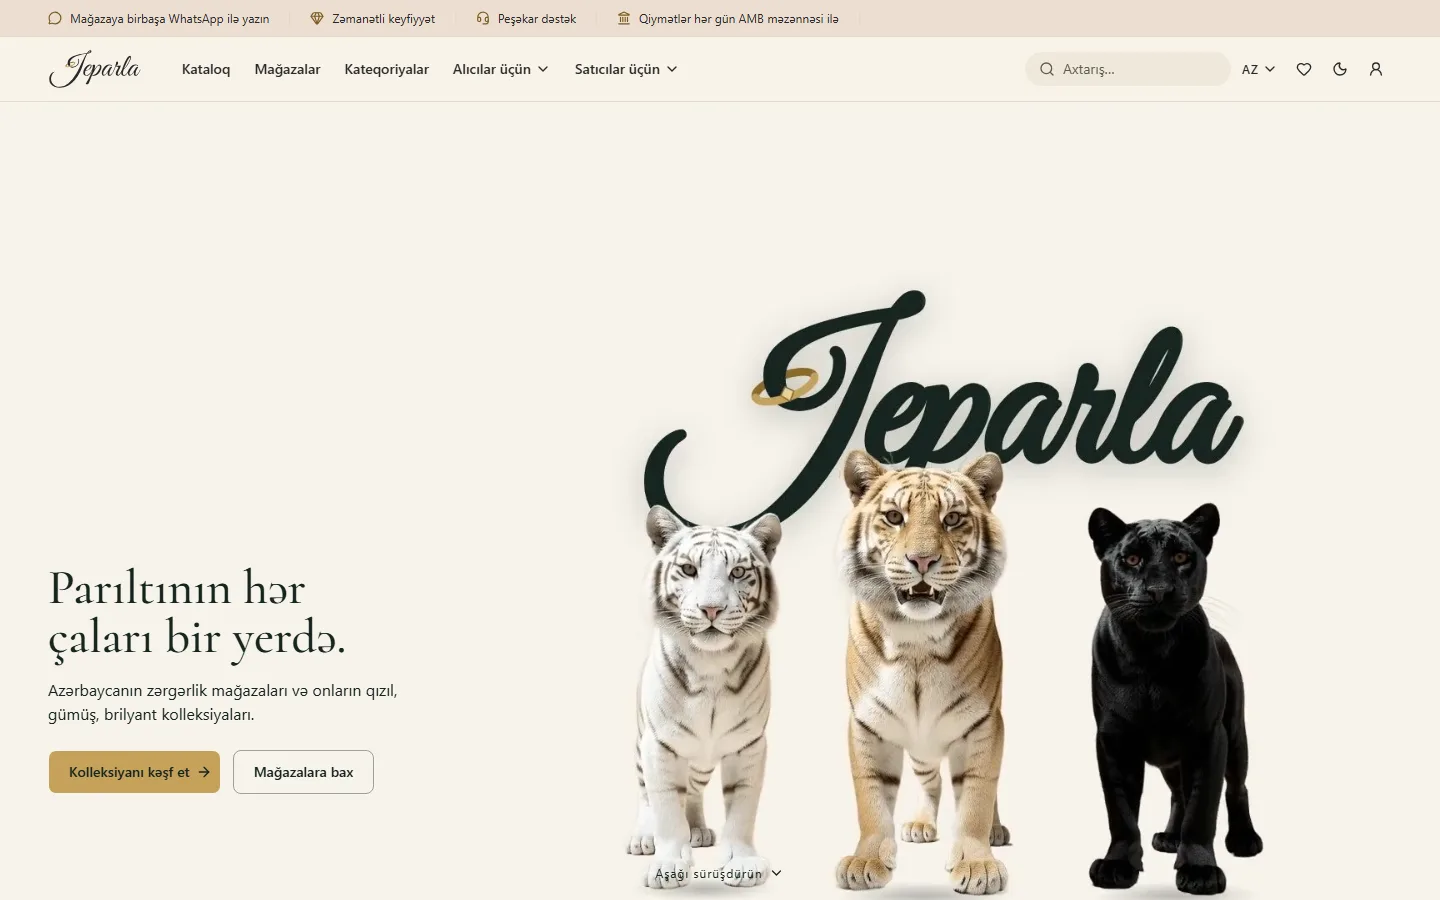 Mağazaya birbaşa WhatsApp ilə yazın
Zəmanətli keyfiyyət
Peşəkar dəstək
Qiymətlər hər gün AMB məzənnəsi ilə
Jeparla
Kataloq
Mağazalar
Kateqoriyalar
Alıcılar üçün
Satıcılar üçün
Axtarış...
AZ
Jeparla
Parıltının hər
çaları bir yerdə.
Azərbaycanın zərgərlik mağazaları və onların qızıl,
gümüş, brilyant kolleksiyaları.
Kolleksiyanı kəşf et
Mağazalara bax
Aşağı sürüşdürün